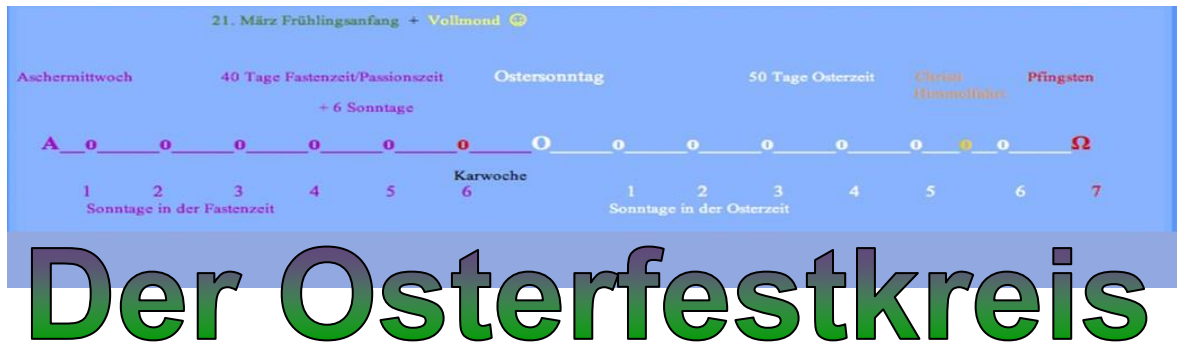 21. März Frühlingsanfang + Vollmond ☺
Aschermittwoch 40 Tage Fastenzeit/Passionszeit Ostersonntag 50 Tage Osterzeit Christi Pfingsten
Himmelfahrt
+ 6 Sonntage
A__o______o______o______o______o______o______O______o______o______o______o______o____o__o______Ω
Karwoche
1 2 3 4 5 6 1 2 3 4 5 6 7
Sonntage in der Fastenzeit Sonntage in der Osterzeit
Der Osterfestkreis